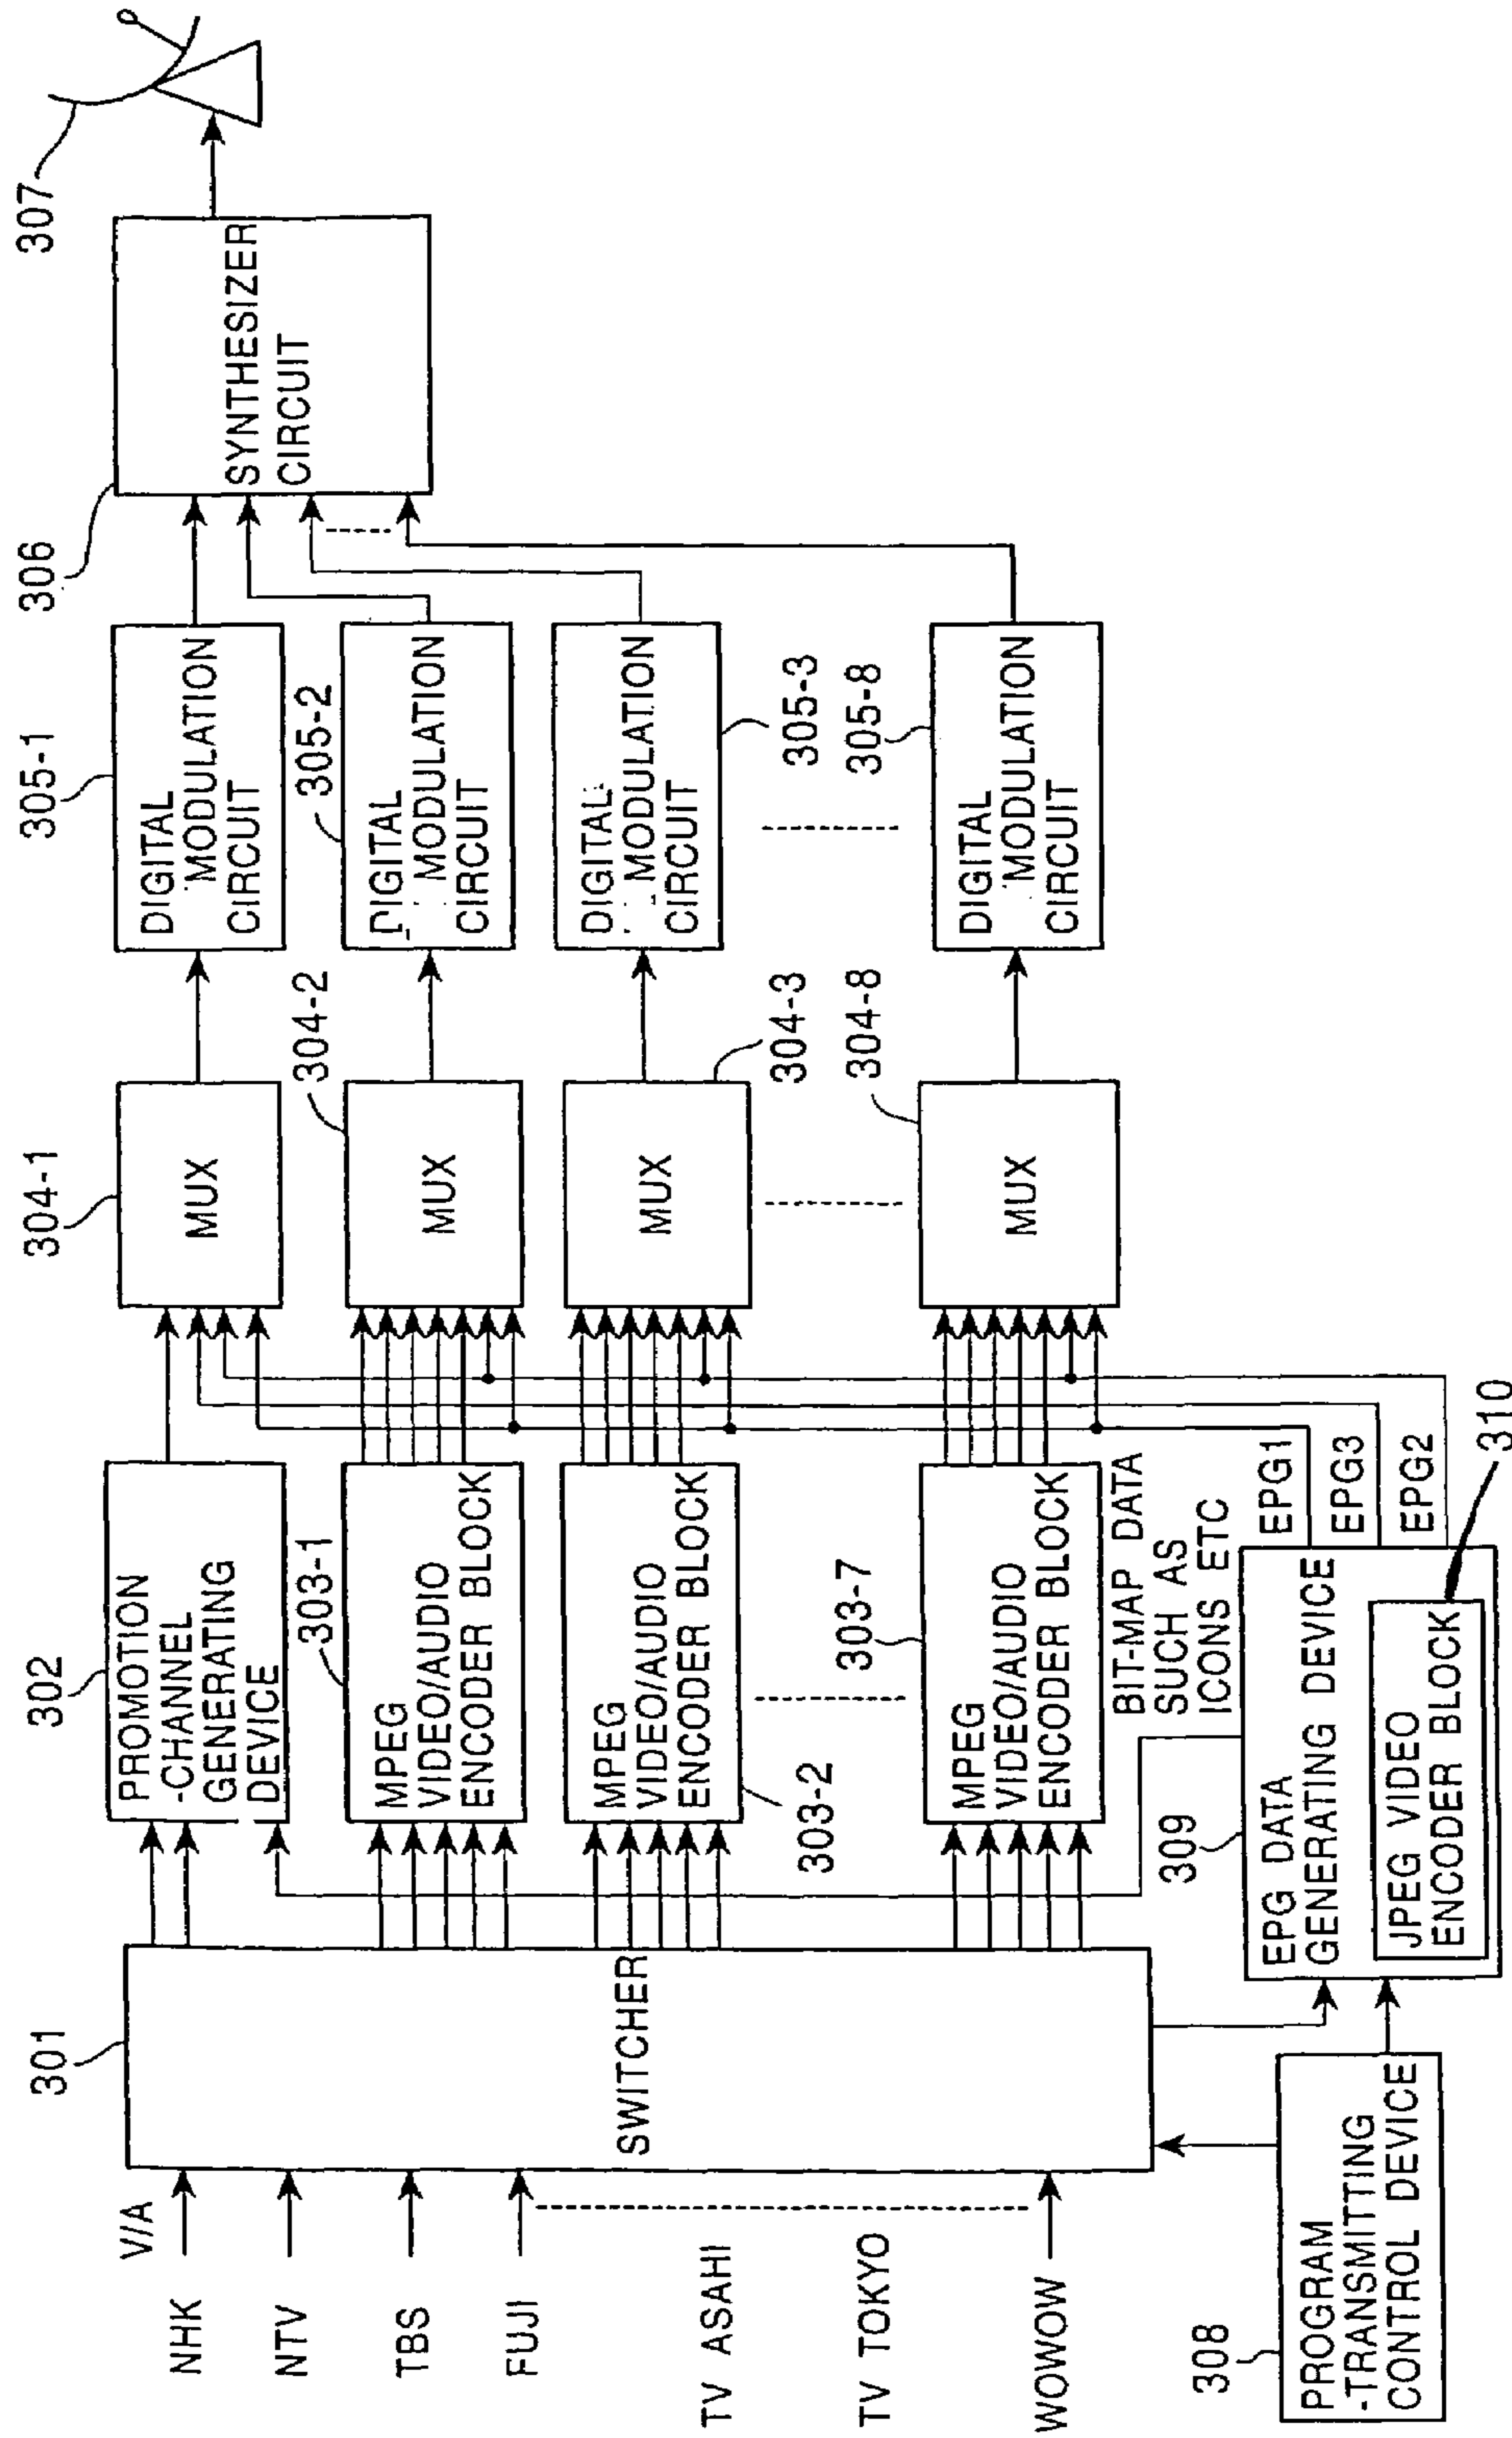 V/A
NHK
NTV
TBS
FUJI
TV ASAHI
TV TOKYO
WOWOW
301
SWITCHER
308
PROGRAM
-TRANSMITTING
CONTROL DEVICE
302
PROMOTION
-CHANNEL
GENERATING
DEVICE
303-1
MPEG
VIDEO/AUDIO
ENCODER BLOCK
303-2
MPEG
VIDEO/AUDIO
ENCODER BLOCK
303-7
MPEG
VIDEO/AUDIO
ENCODER BLOCK
BIT-MAP DATA
SUCH AS
ICONS ETC
309
EPG DATA
GENERATING DEVICE
JPEG VIDEO
ENCODER BLOCK
310
EPG1
EPG3
EPG2
304-1
MUX
304-2
MUX
304-3
MUX
304-8
MUX
305-1
DIGITAL
MODULATION
CIRCUIT
305-2
DIGITAL
MODULATION
CIRCUIT
305-3
DIGITAL
MODULATION
CIRCUIT
305-8
DIGITAL
MODULATION
CIRCUIT
306
SYNTHESIZER
CIRCUIT
307